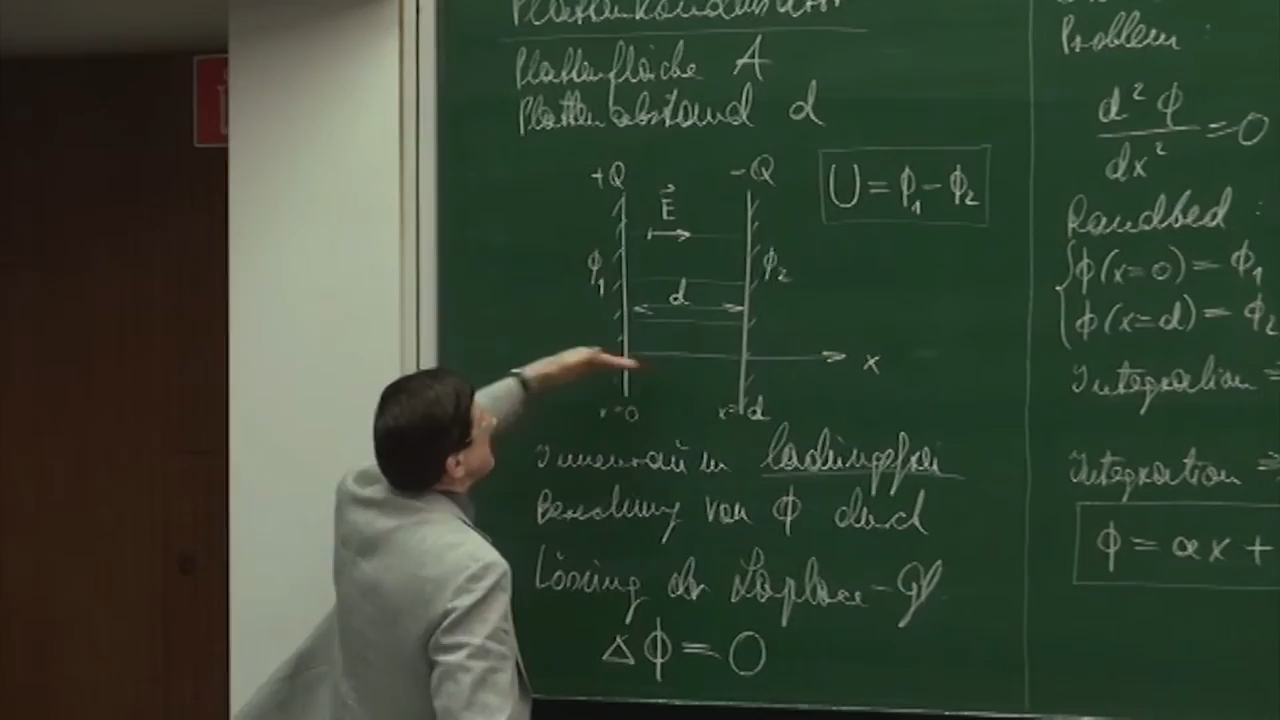 Plattenkondensator
Plattenfläche A
Plattenabstand d
+Q
-Q
E
U = ϕ₁ - ϕ₂
ϕ₁
ϕ₂
d
x
x=0
x=d
Innenraum ladungsfrei
Berechnung von ϕ durch
Lösung der Laplace-Gl
Δϕ = 0
Problem:
d²ϕ/dx² = 0
Randbed:
ϕ(x=0) = ϕ₁
ϕ(x=d) = ϕ₂
Integration ⇒
Integration ⇒
ϕ = αx +